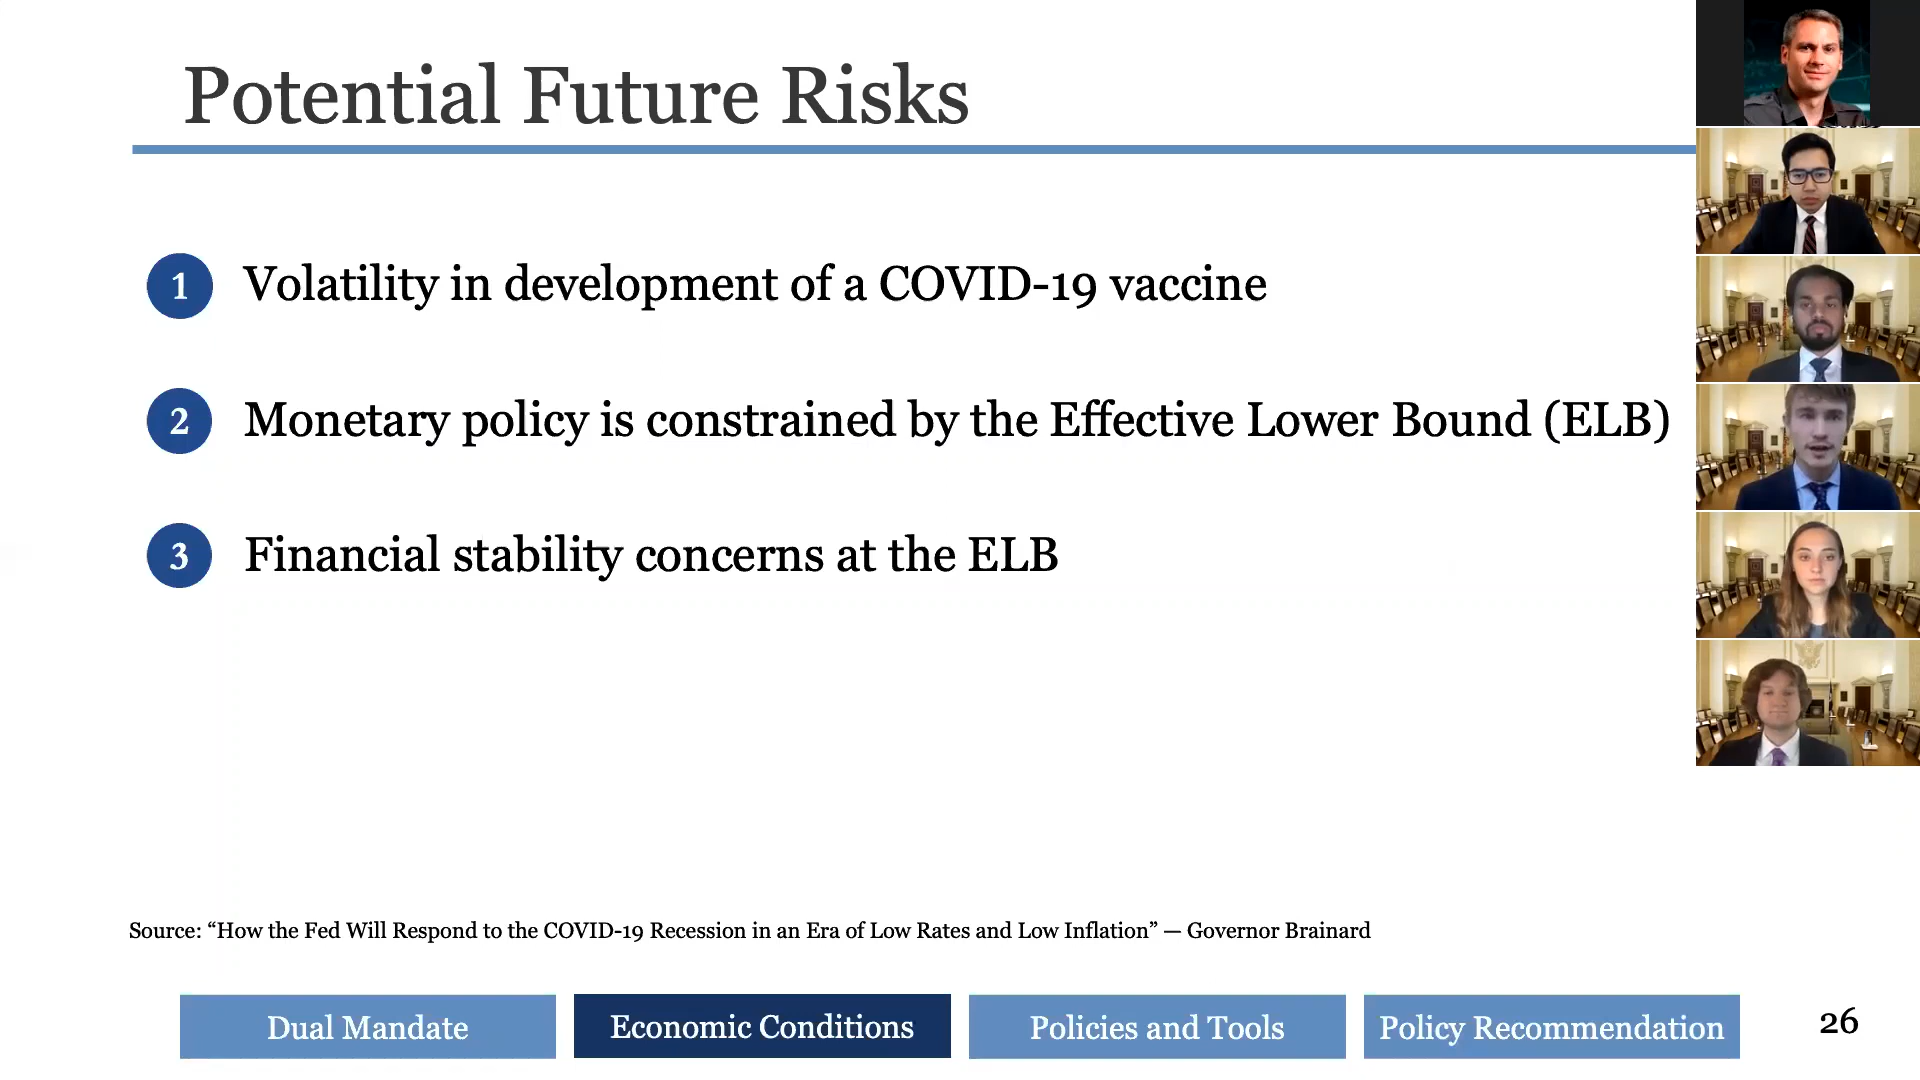 Potential Future Risks
1 Volatility in development of a COVID-19 vaccine
2 Monetary policy is constrained by the Effective Lower Bound (ELB)
3 Financial stability concerns at the ELB
Source: “How the Fed Will Respond to the COVID-19 Recession in an Era of Low Rates and Low Inflation” — Governor Brainard
Dual Mandate Economic Conditions Policies and Tools Policy Recommendation 26